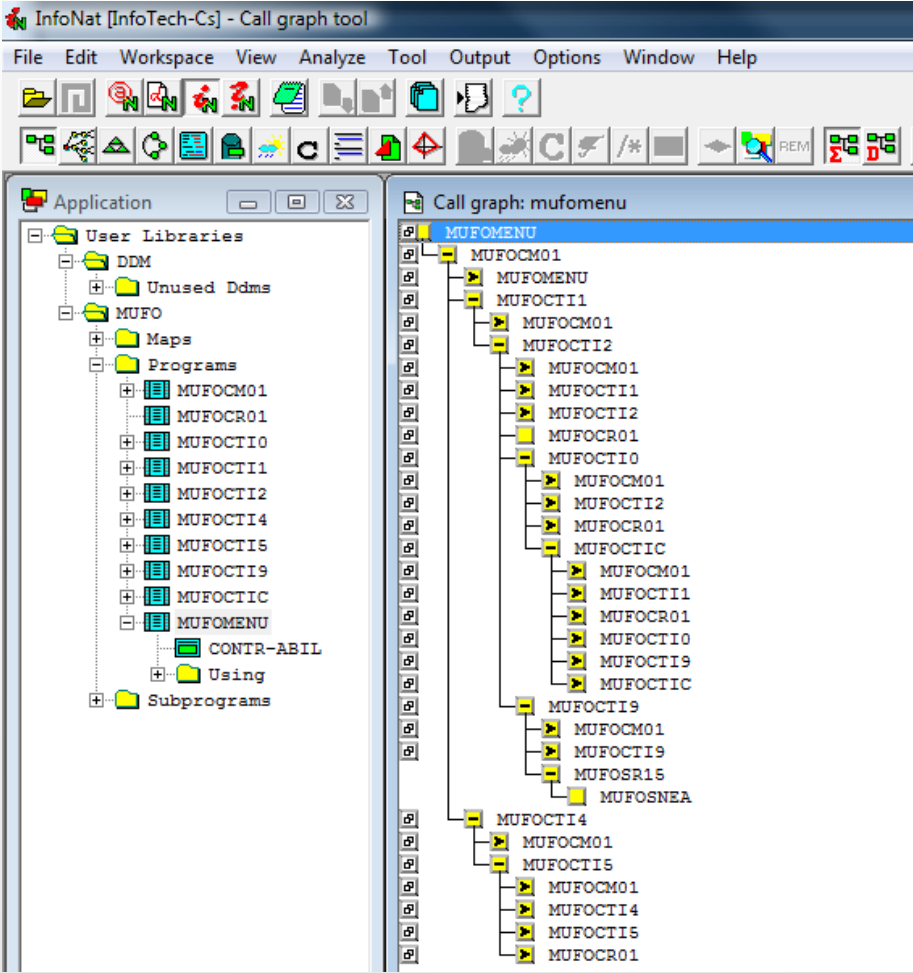 InfoNat [InfoTech-Cs] - Call graph tool
File Edit Workspace View Analyze Tool Output Options Window Help
REM
Application
User Libraries
DDM
Unused Ddms
MUFO
Maps
Programs
MUFOCM01
MUFOCR01
MUFOCTI0
MUFOCTI1
MUFOCTI2
MUFOCTI4
MUFOCTI5
MUFOCTI9
MUFOCTIC
MUFOMENU
CONTR-ABIL
Using
Subprograms
Call graph: mufomenu
MUFOMENU
MUFOCM01
MUFOMENU
MUFOCTI1
MUFOCM01
MUFOCTI2
MUFOCM01
MUFOCTI1
MUFOCTI2
MUFOCR01
MUFOCTI0
MUFOCM01
MUFOCTI2
MUFOCR01
MUFOCTIC
MUFOCM01
MUFOCTI1
MUFOCR01
MUFOCTI0
MUFOCTI9
MUFOCTIC
MUFOCTI9
MUFOCM01
MUFOCTI9
MUFOSR15
MUFOSNEA
MUFOCTI4
MUFOCM01
MUFOCTI5
MUFOCM01
MUFOCTI4
MUFOCTI5
MUFOCR01